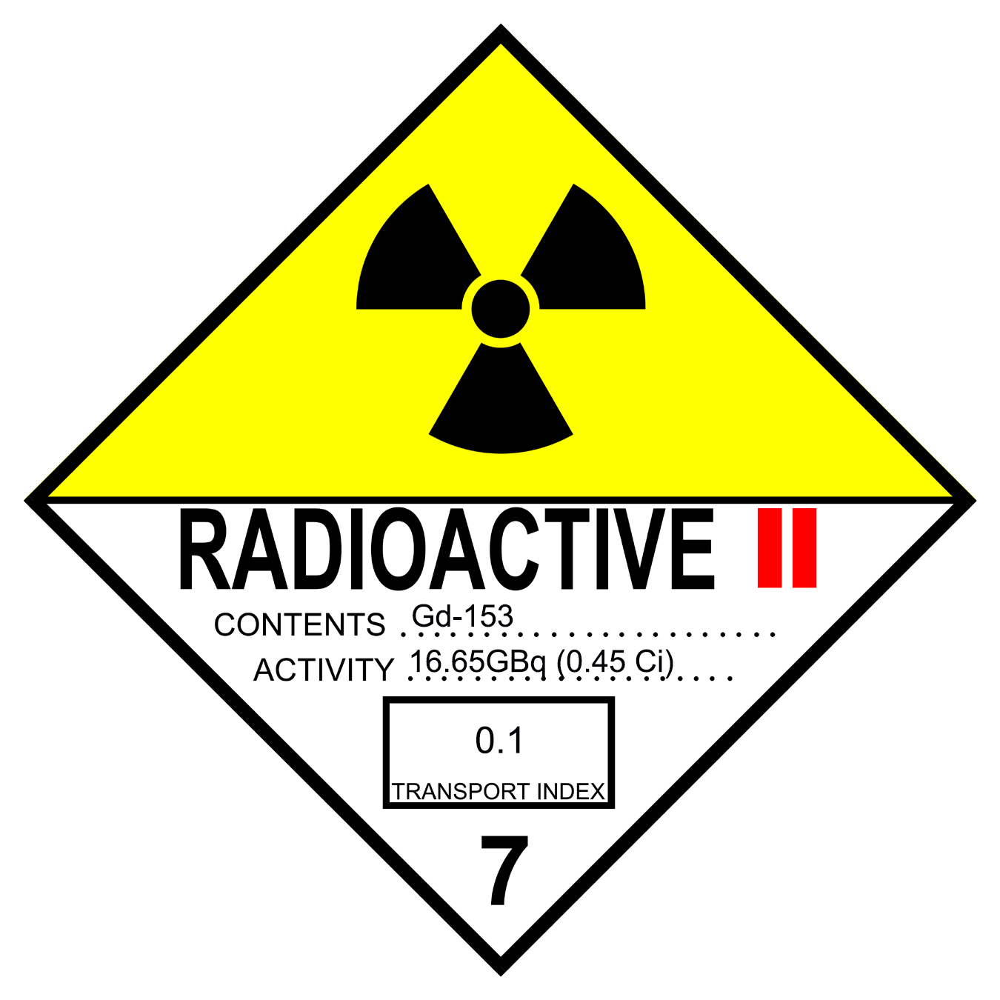 RADIOACTIVE II
CONTENTS Gd-153
ACTIVITY 16.65GBq (0.45 Ci)
0.1
TRANSPORT INDEX
7